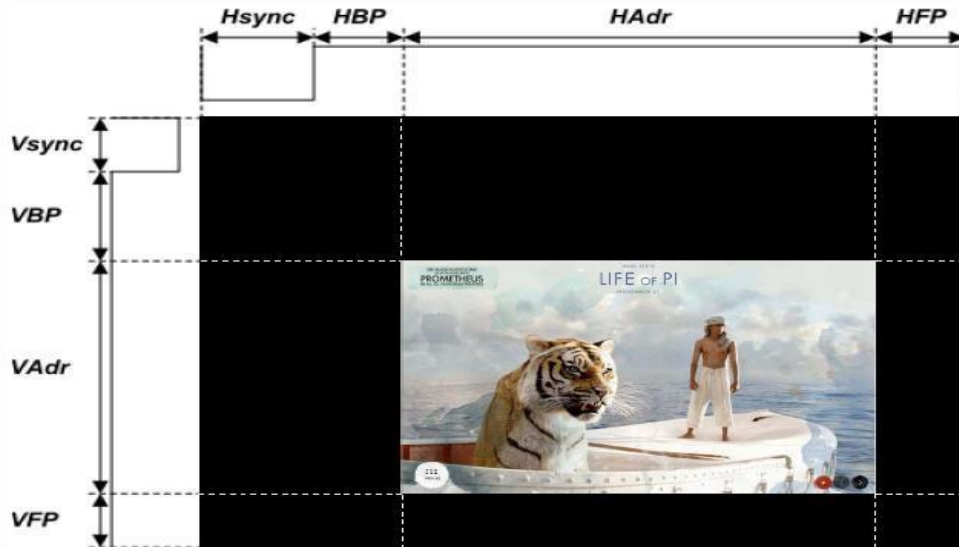 Hsync HBP HAdr HFP
Vsync
VBP
PROMETHEUS
LIFE OF PI
VAdr
VFP